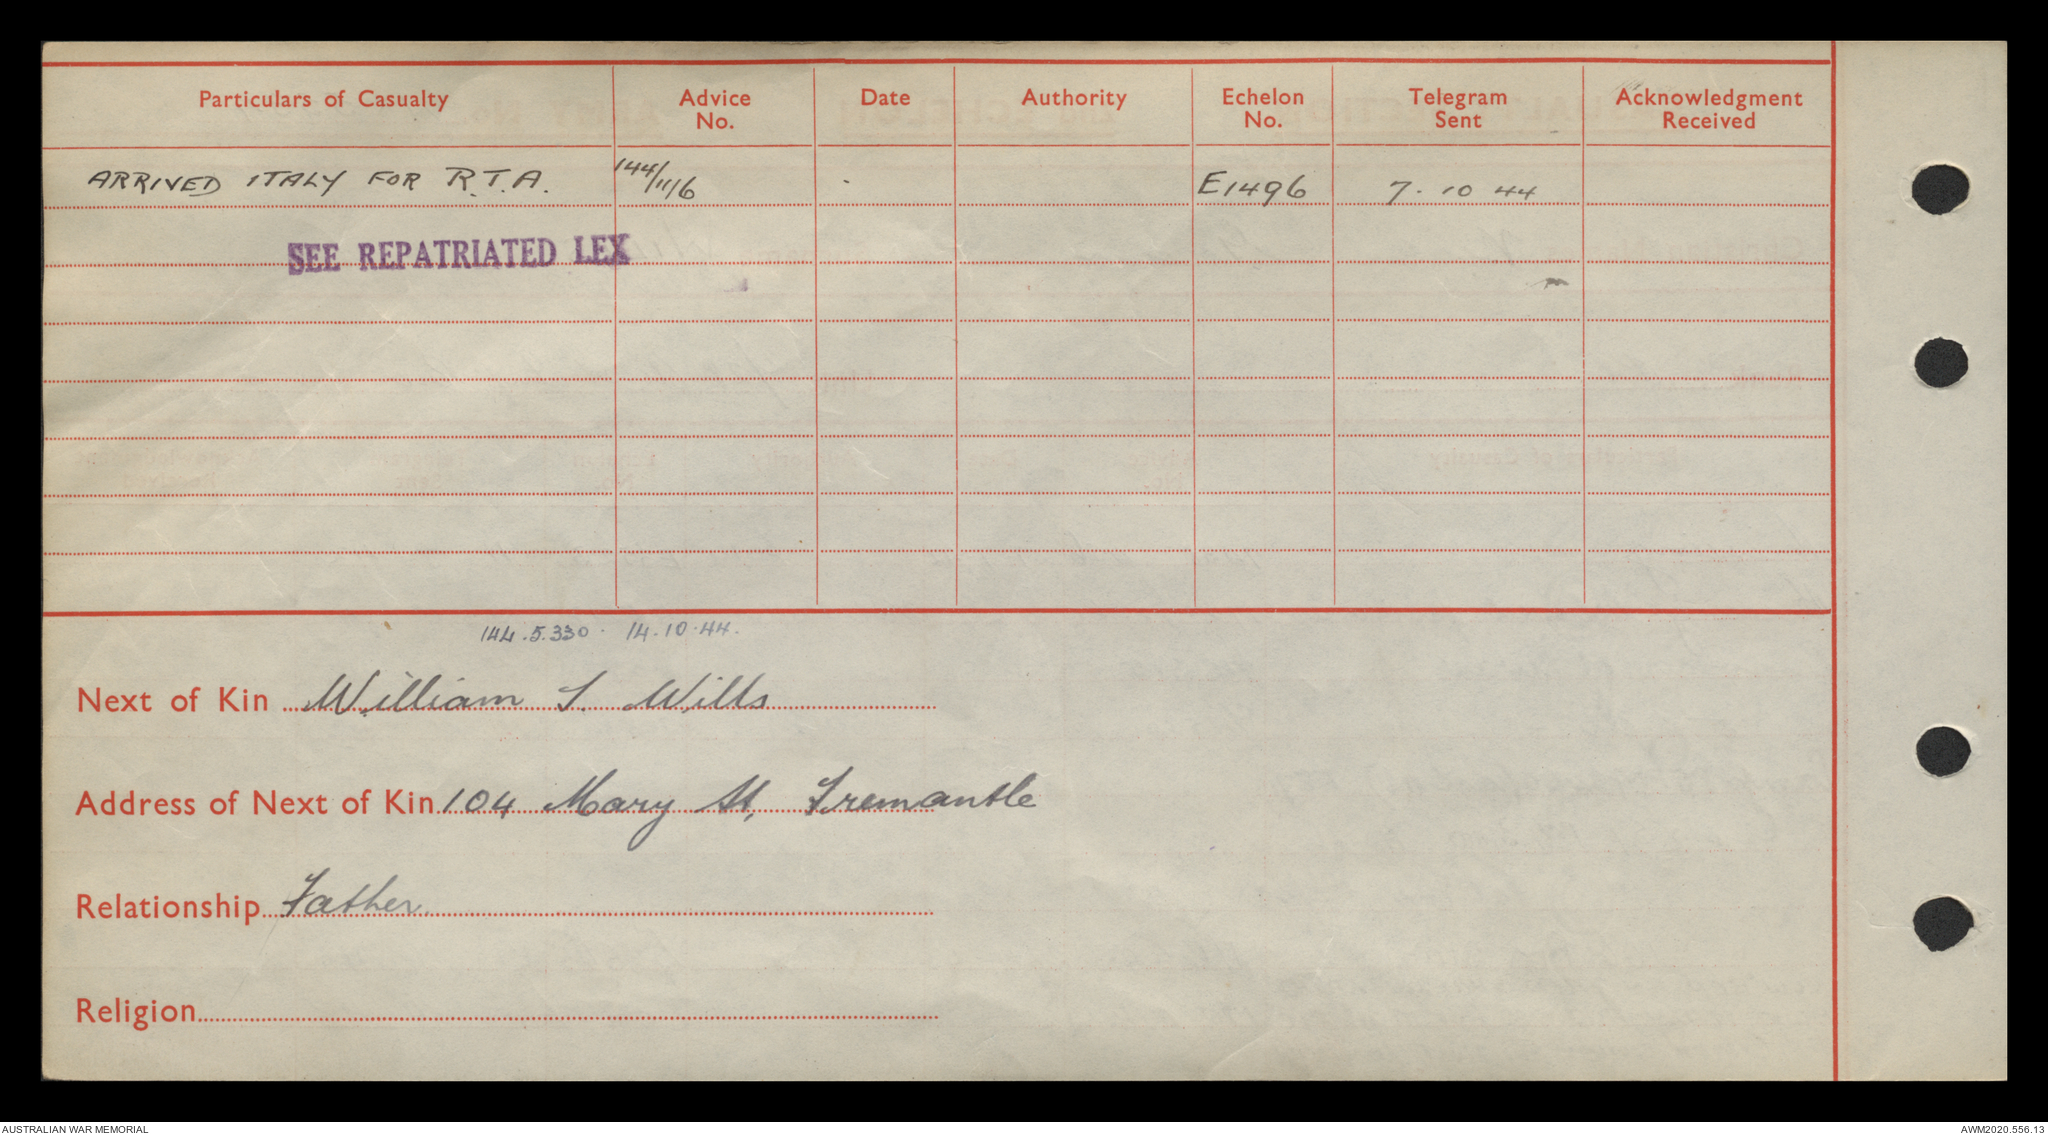 Particulars of Casualty Advice No. Date Authority Echelon No. Telegram Sent Acknowledgment Received
ARRIVED ITALY FOR R.T.A. 144/11/6 E1496 7. 10 44
SEE REPATRIATED LEX
144.5.330. 14.10.44.
Next of Kin William S. Wills
Address of Next of Kin 104 Mary St, Fremantle
Relationship Father
Religion
AUSTRALIAN WAR MEMORIAL
AWM2020.556.13